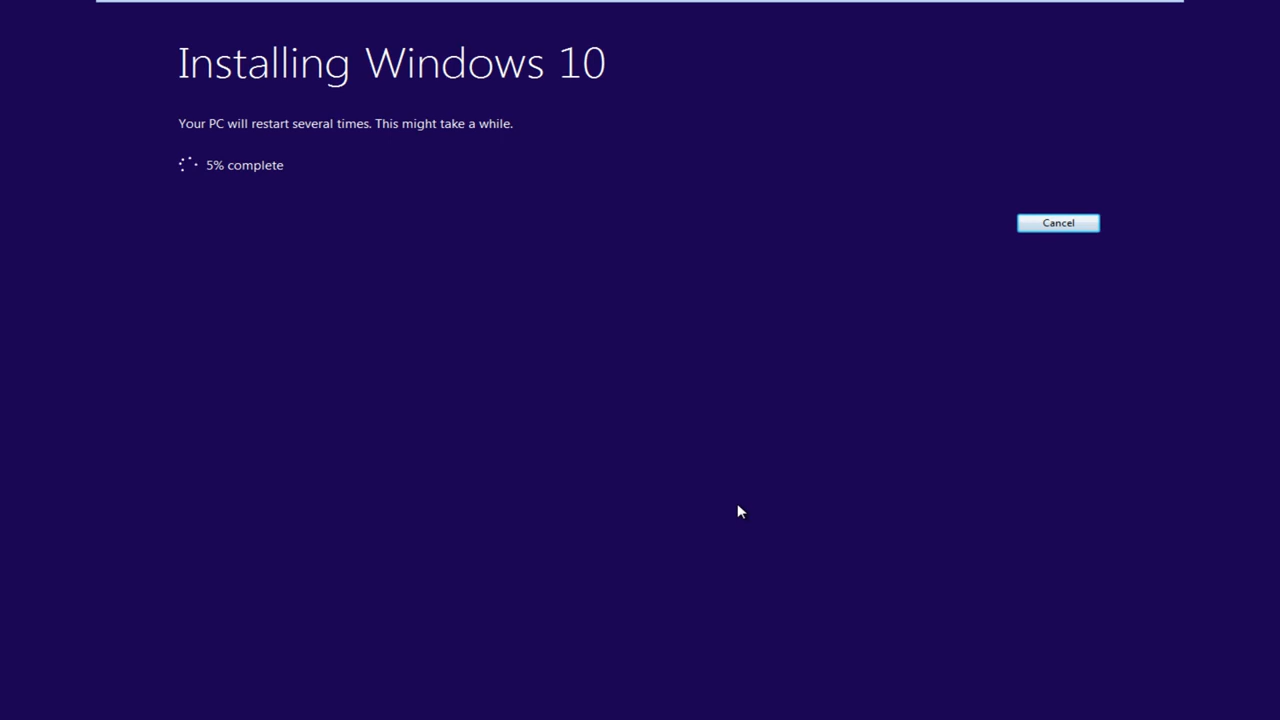 Installing Windows 10
Your PC will restart several times. This might take a while.
5% complete
Cancel